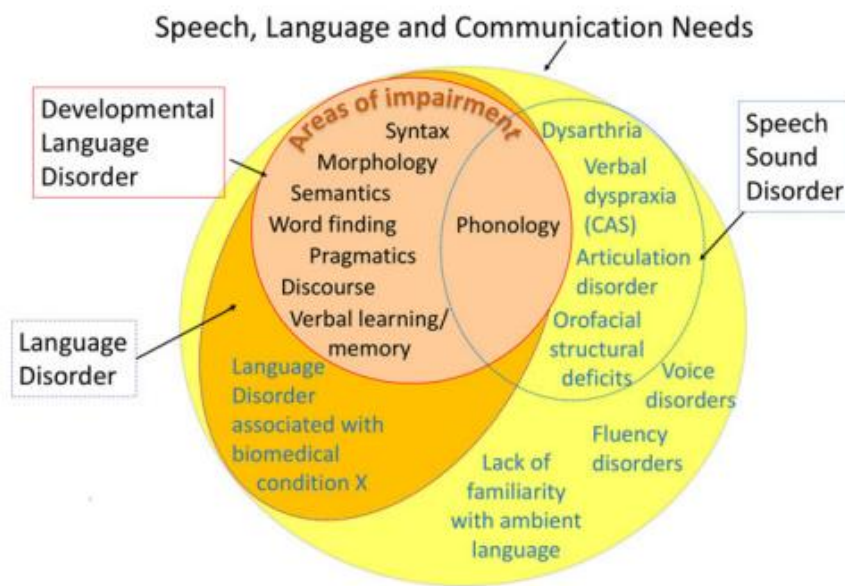 Speech, Language and Communication Needs
Developmental
Language
Disorder
Areas of impairment
Syntax
Morphology
Semantics
Word finding
Pragmatics
Discourse
Verbal learning/
memory
Phonology
Dysarthria
Verbal
dyspraxia
(CAS)
Articulation
disorder
Orofacial
structural
deficits
Speech
Sound
Disorder
Language
Disorder
Language
Disorder
associated with
biomedical
condition X
Voice
disorders
Fluency
disorders
Lack of
familiarity
with ambient
language